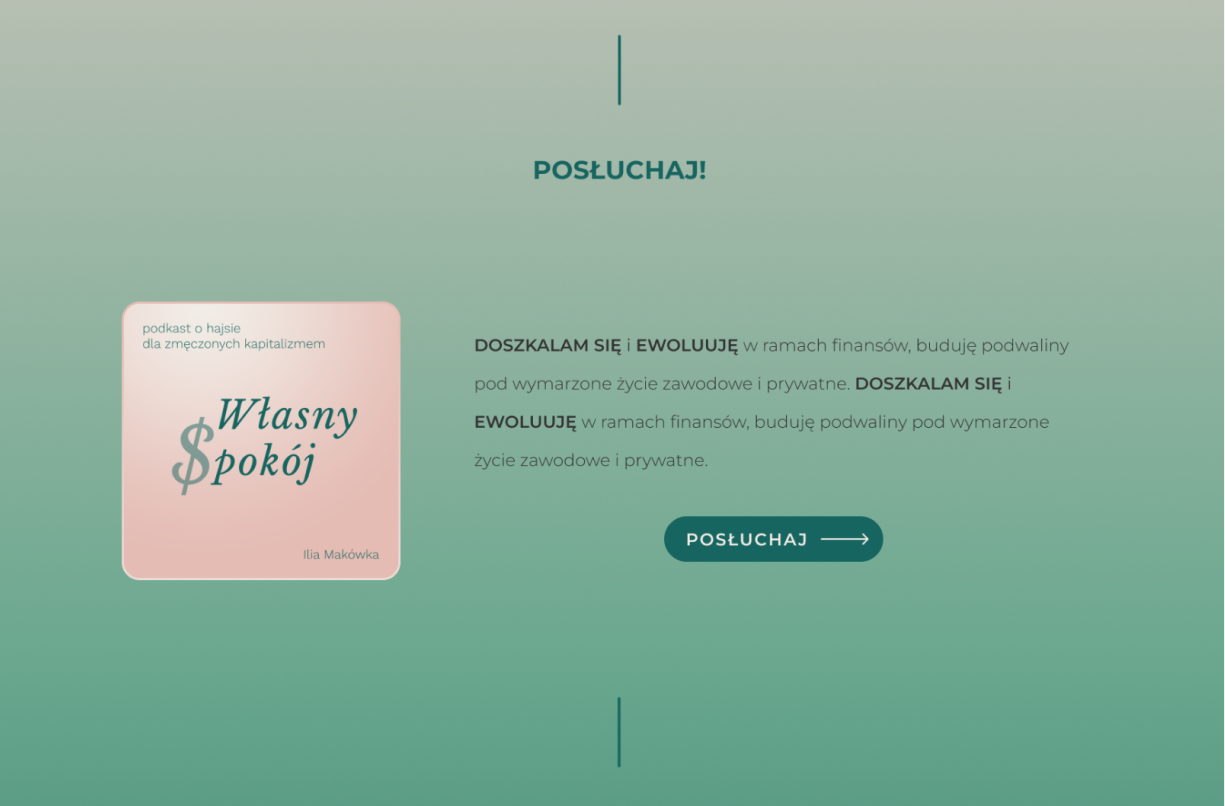 POSŁUCHAJ!
podkast o hajsie
dla zmęczonych kapitalizmem
Własny
$pokój
Ilia Makówka
DOSZKALAM SIĘ i EWOLUUJĘ w ramach finansów, buduję podwaliny
pod wymarzone życie zawodowe i prywatne. DOSZKALAM SIĘ i
EWOLUUJĘ w ramach finansów, buduję podwaliny pod wymarzone
życie zawodowe i prywatne.
POSŁUCHAJ